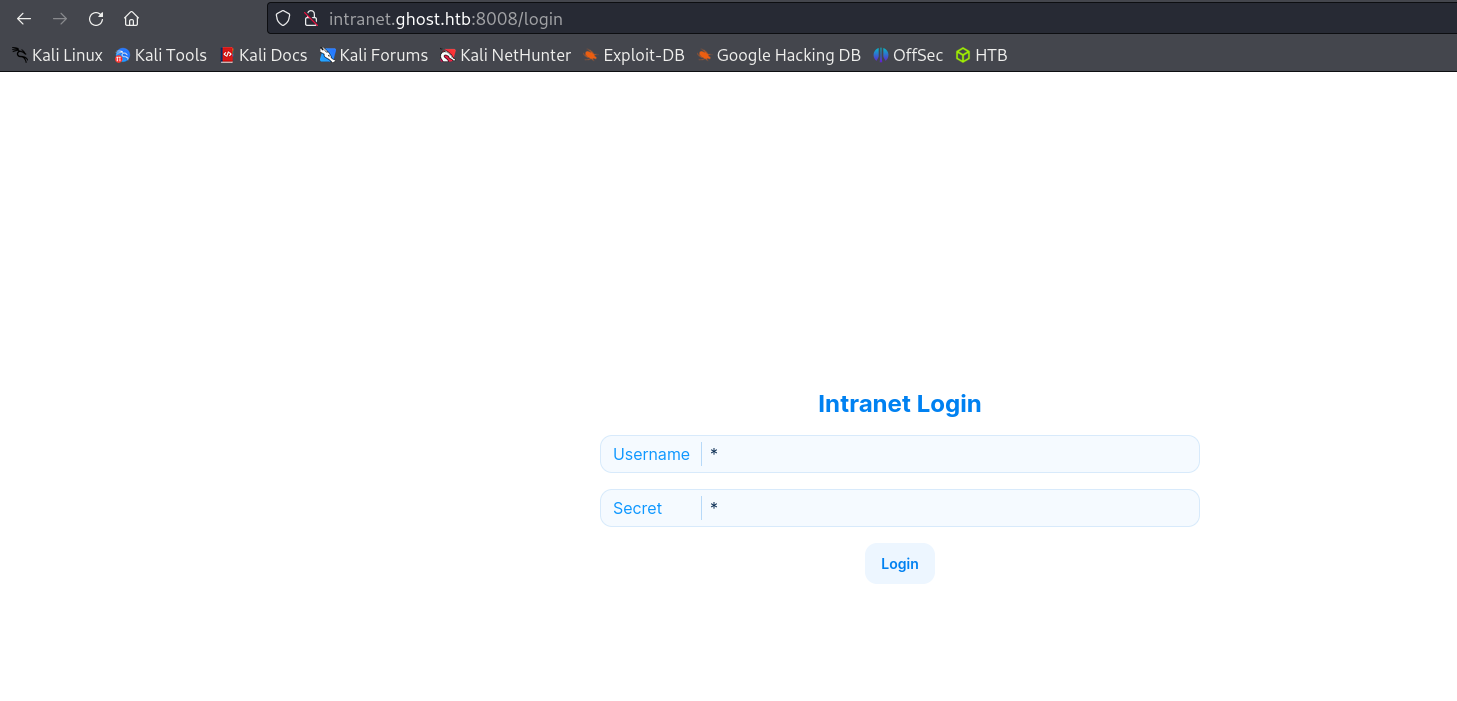 intranet.ghost.htb:8008/login
Kali Linux Kali Tools Kali Docs Kali Forums Kali NetHunter Exploit-DB Google Hacking DB OffSec HTB
Intranet Login
Username *
Secret *
Login